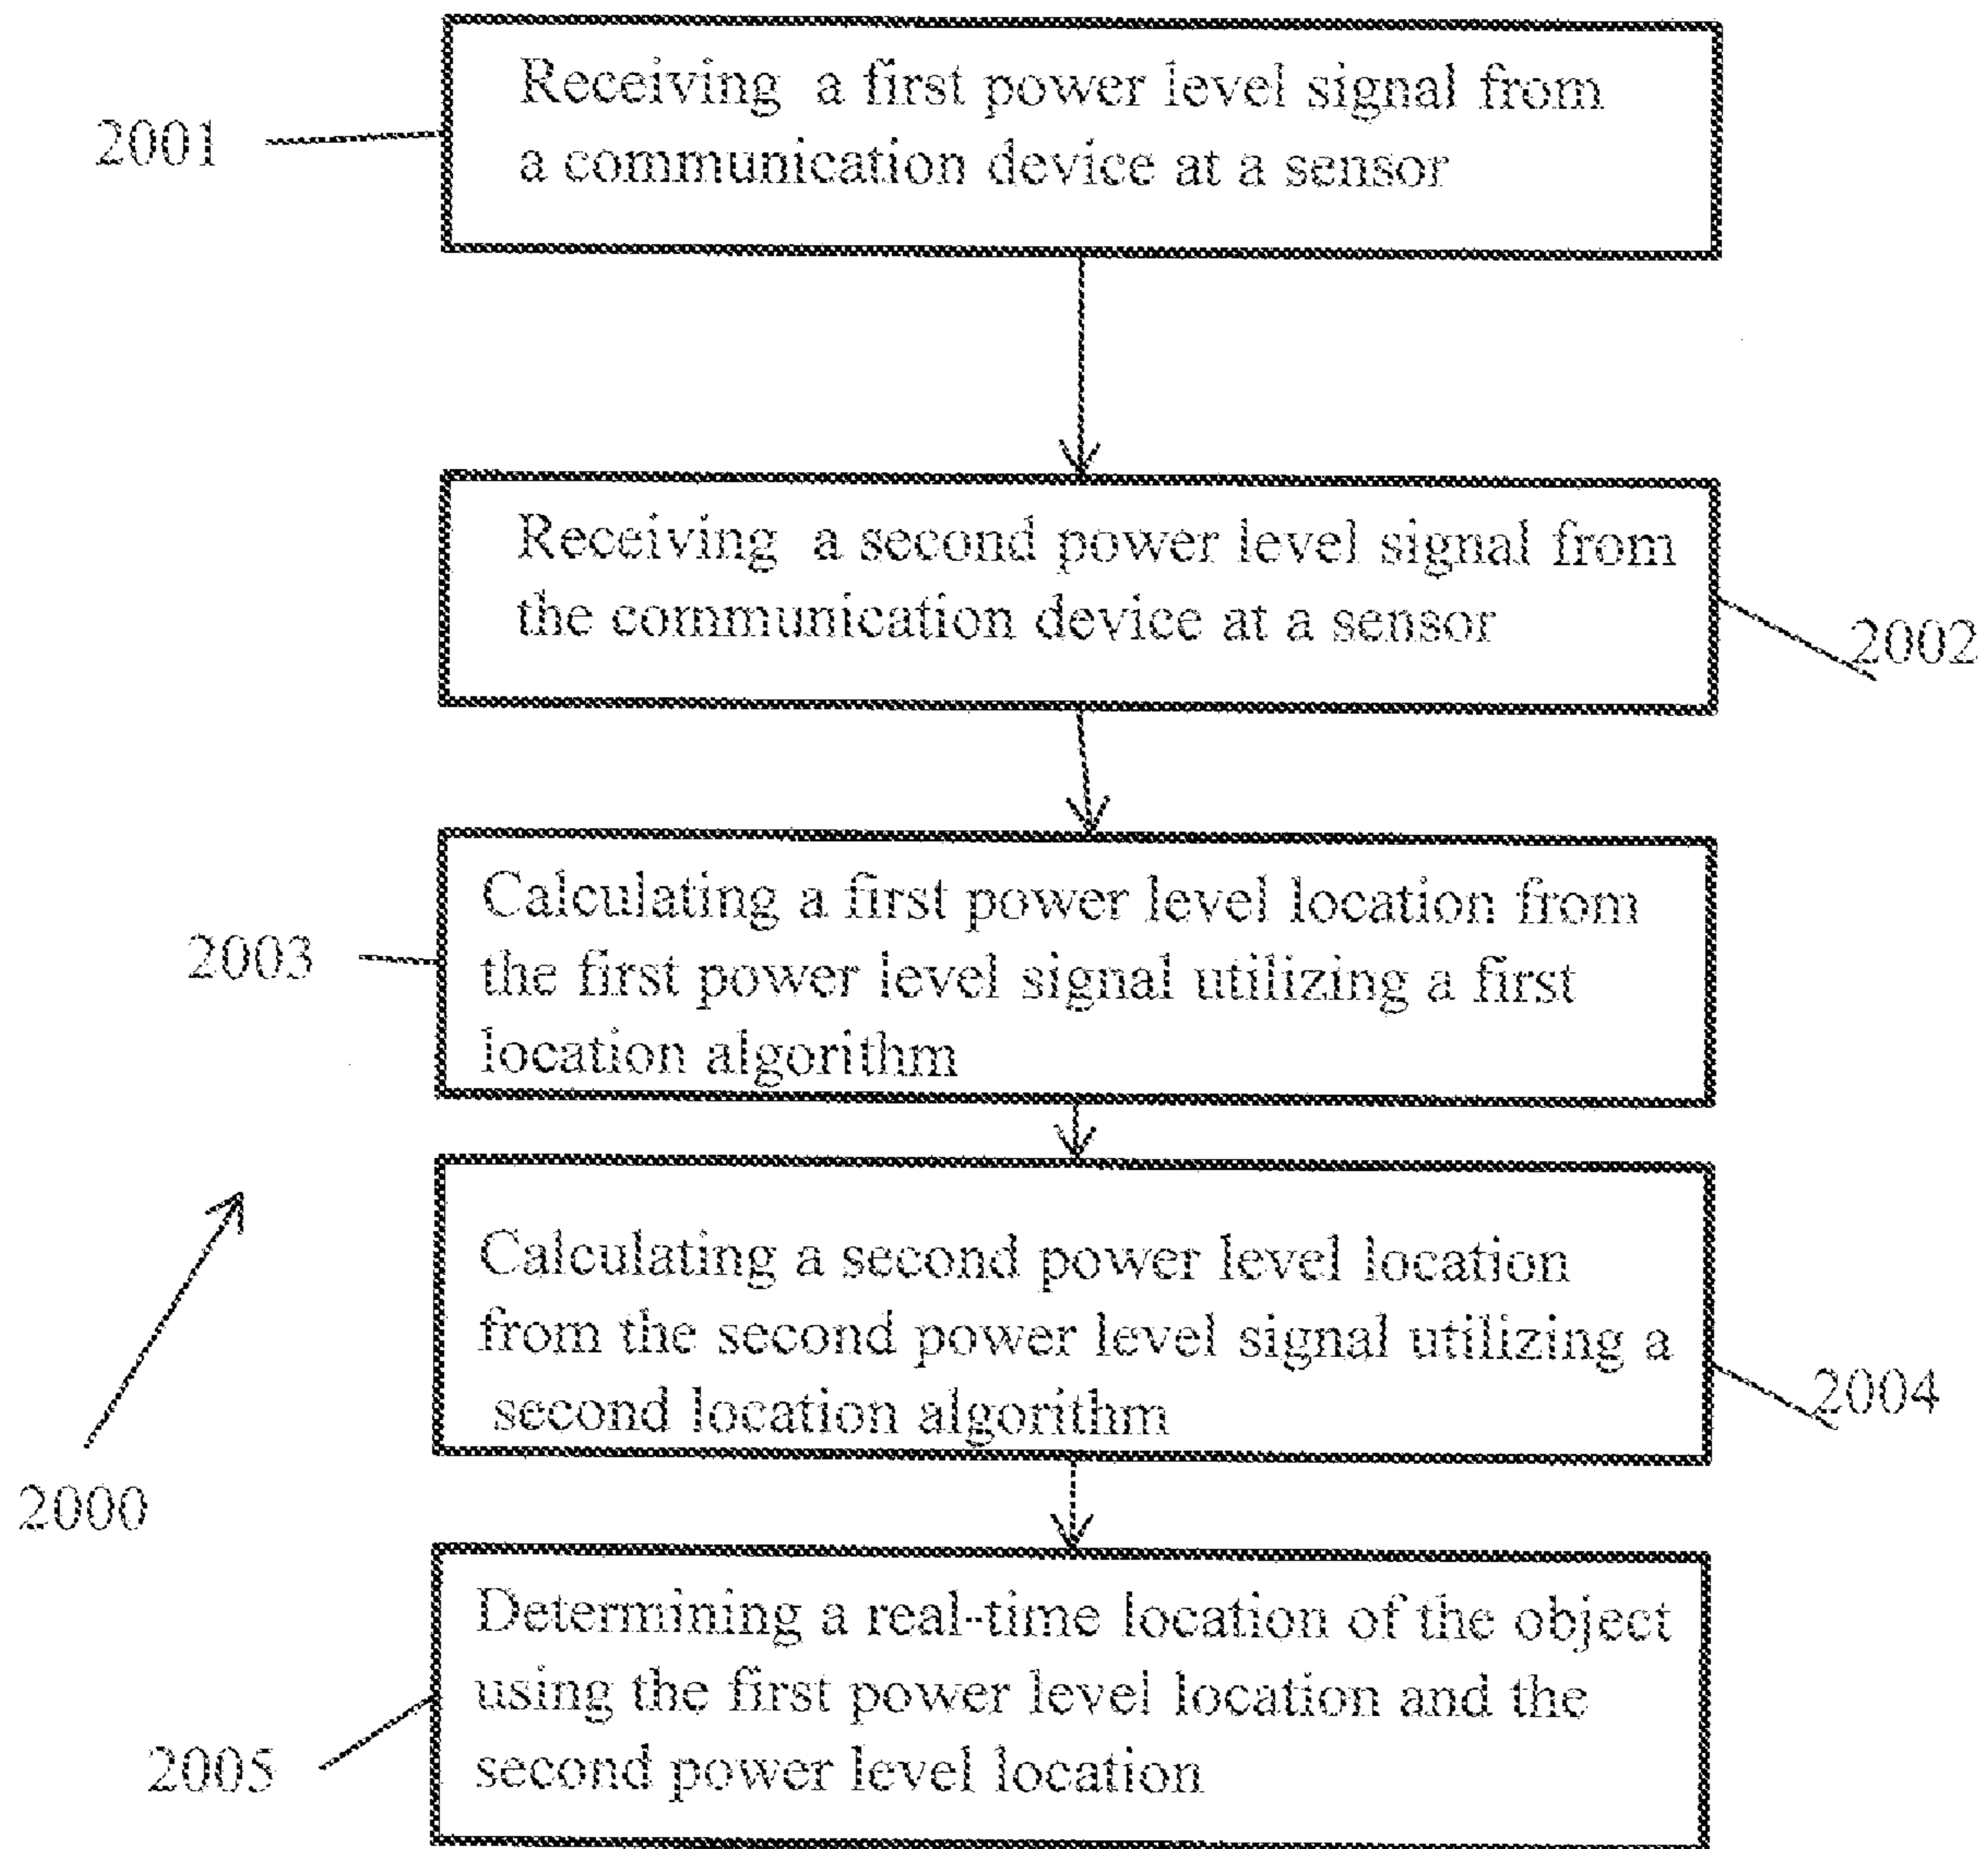 Receiving a first power level signal from
a communication device at a sensor
2001
Receiving a second power level signal from
the communication device at a sensor
2002
Calculating a first power level location from
the first power level signal utilizing a first
location algorithm
2003
Calculating a second power level location
from the second power level signal utilizing a
second location algorithm
2004
2000
Determining a real-time location of the object
using the first power level location and the
second power level location
2005